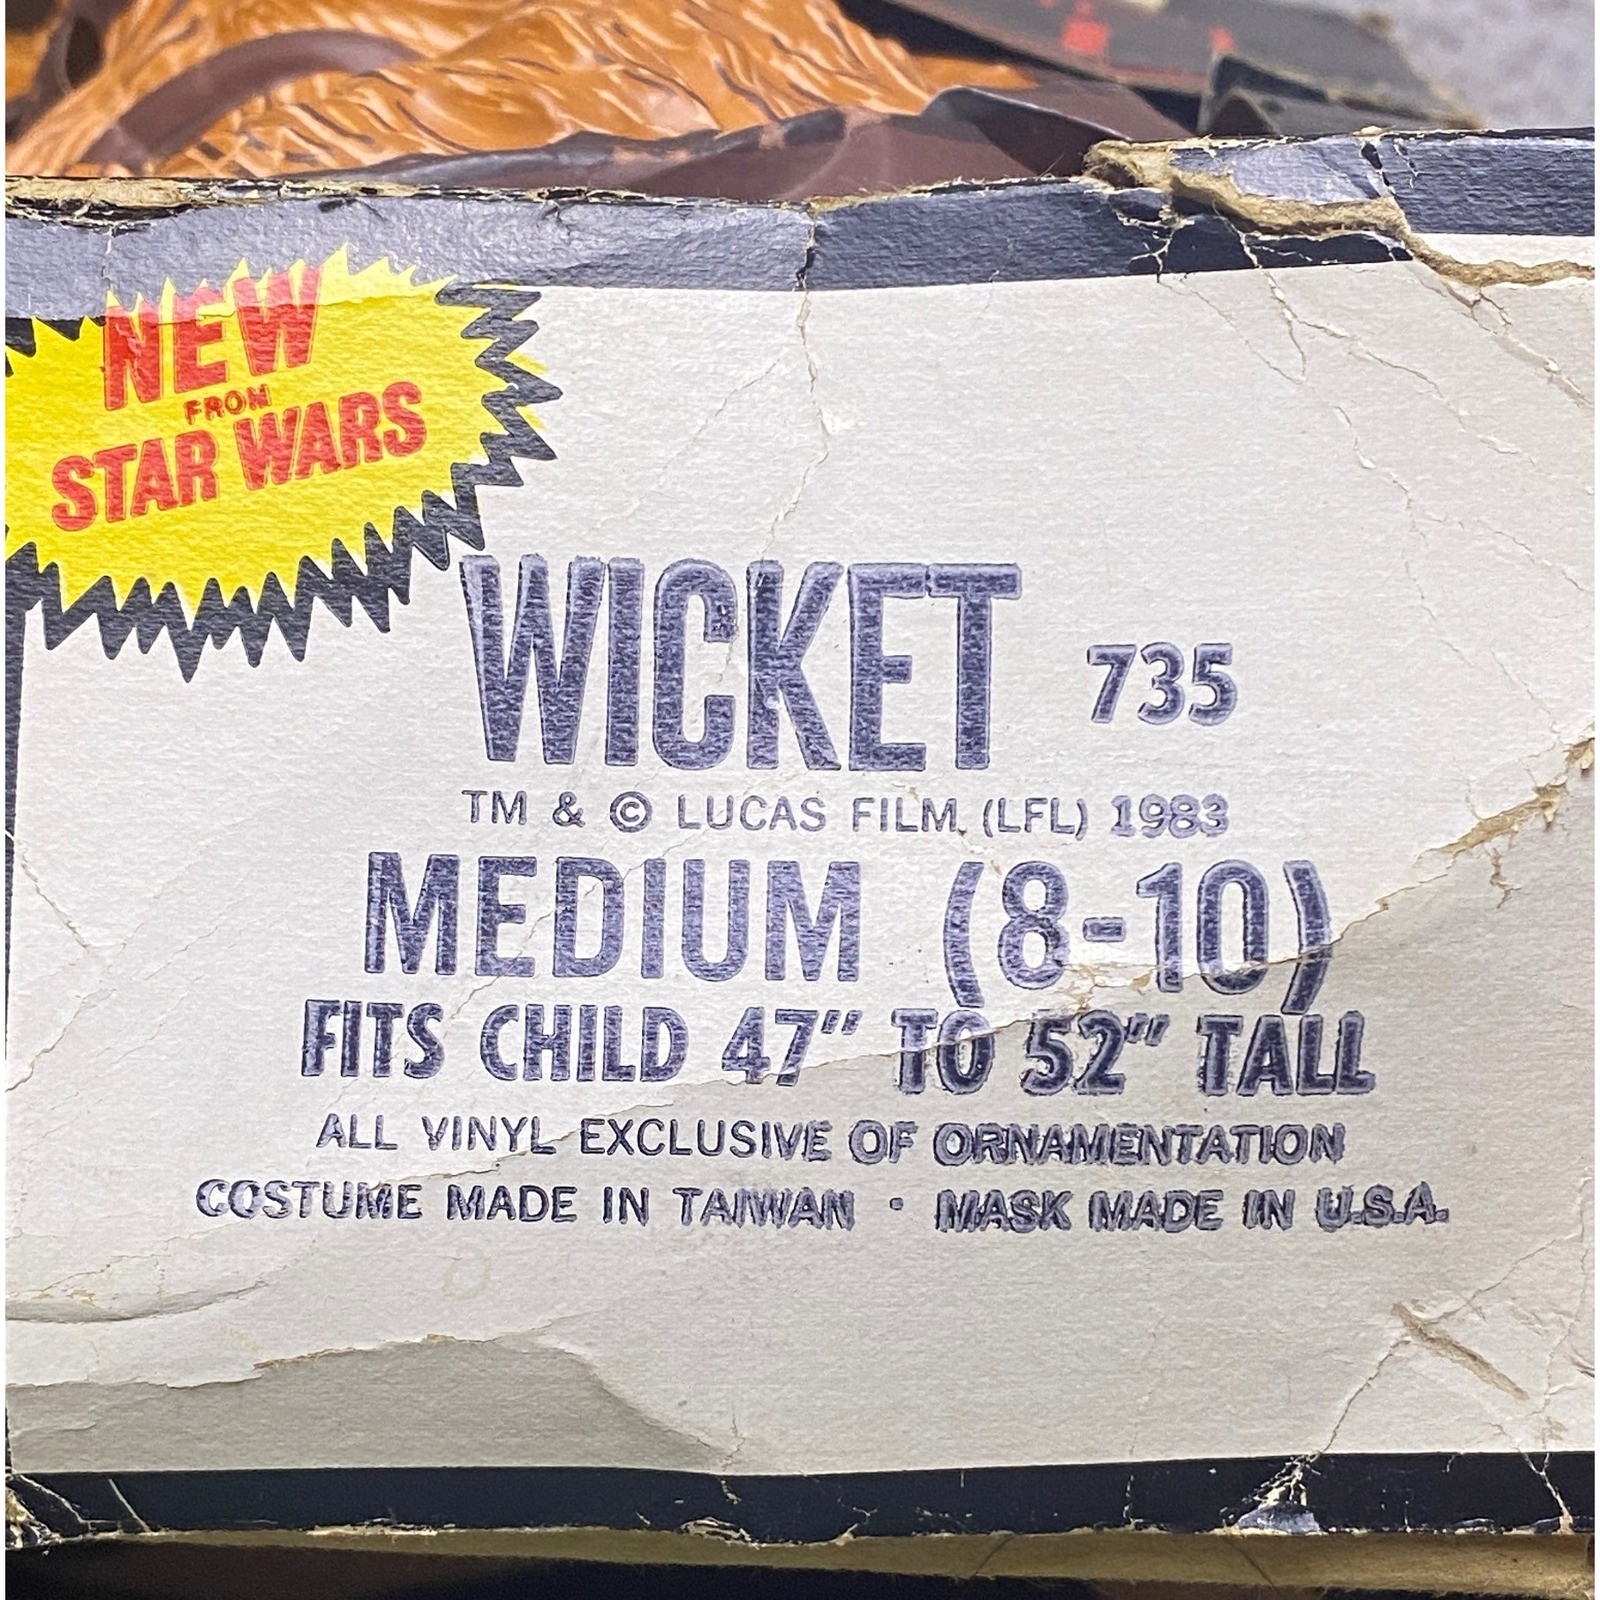 NEW
FROM
STAR WARS
WICKET 735
TM & © LUCAS FILM (LFL) 1983
MEDIUM (8-10)
FITS CHILD 47" TO 52" TALL
ALL VINYL EXCLUSIVE OF ORNAMENTATION
COSTUME MADE IN TAIWAN · MASK MADE IN U.S.A.